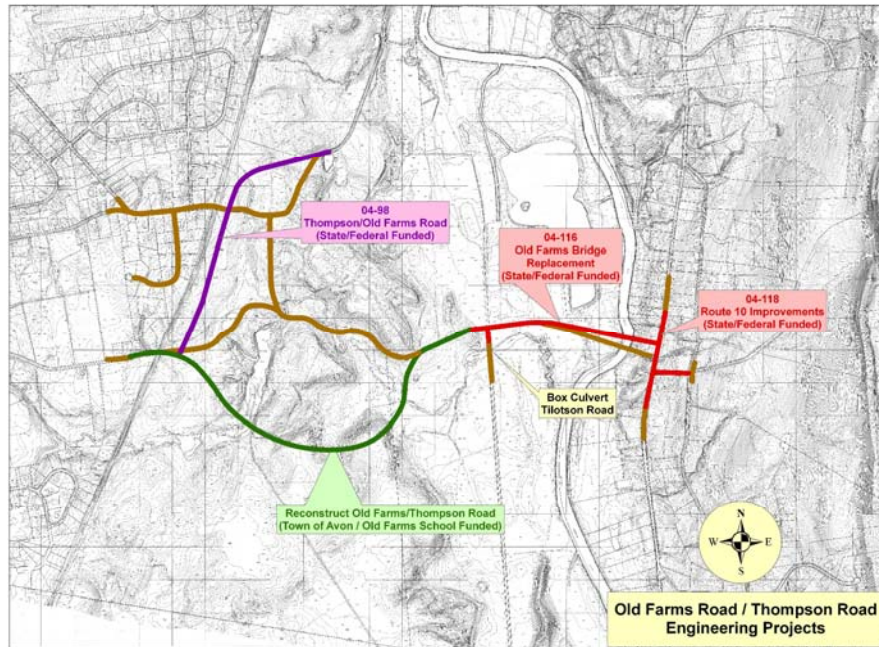 04-98
Thompson/Old Farms Road
(State/Federal Funded)
04-116
Old Farms Bridge
Replacement
(State/Federal Funded)
04-118
Route 10 Improvements
(State/Federal Funded)
Box Culvert
Tilotson Road
Reconstruct Old Farms/Thompson Road
(Town of Avon / Old Farms School Funded)
N
W E
S
Old Farms Road / Thompson Road
Engineering Projects